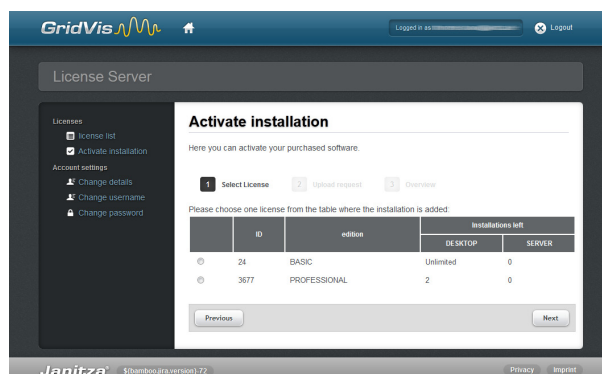 GridVis
Logged in as
Logout
License Server
Licenses
license list
Activate installation
Account settings
Change details
Change username
Change password
Activate installation
Here you can activate your purchased software.
1 Select License 2 Upload request 3 Overview
Please choose one license from the table where the installation is added:
ID edition Installations left
DESKTOP SERVER
24 BASIC Unlimited 0
3677 PROFESSIONAL 2 0
Previous Next
Janitza® ${bamboo.jira.version}-72 Privacy Imprint